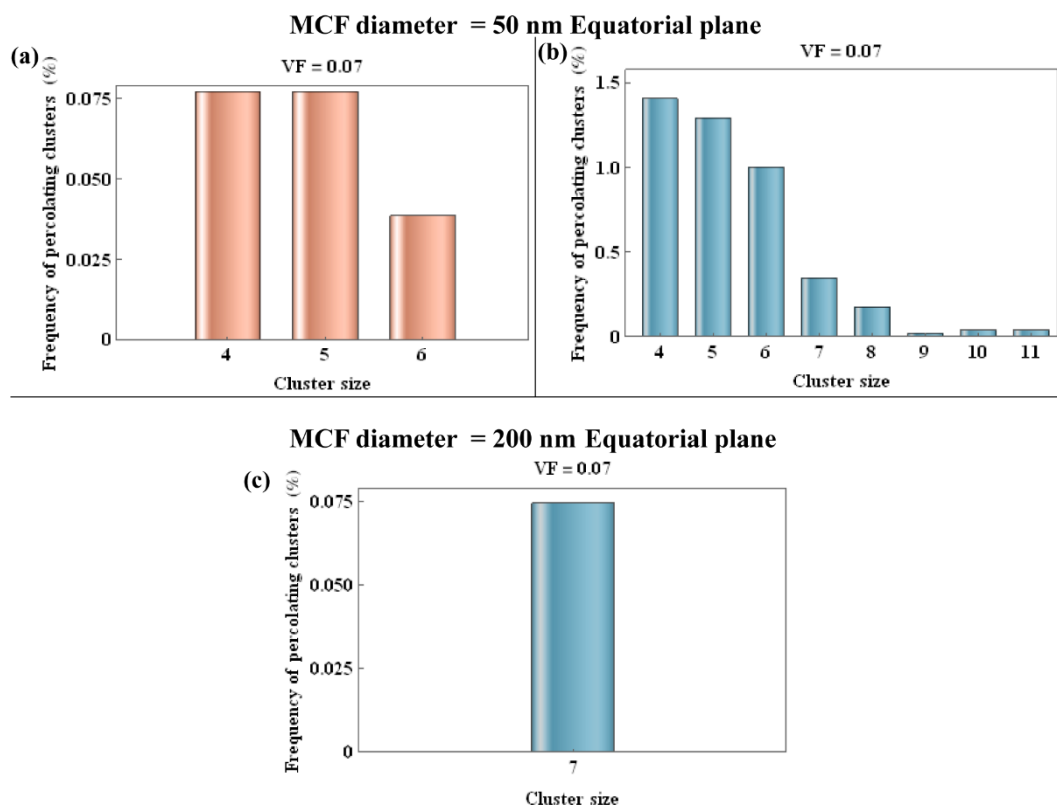 MCF diameter = 50 nm Equatorial plane
(a)
VF = 0.07
Frequency of percolating clusters (%)
0.075
0.050
0.025
0
4 5 6
Cluster size
(b)
VF = 0.07
Frequency of percolating clusters (%)
1.5
1.0
0.5
0
4 5 6 7 8 9 10 11
Cluster size
MCF diameter = 200 nm Equatorial plane
(c)
VF = 0.07
Frequency of percolating clusters (%)
0.075
0.050
0.025
0
7
Cluster size